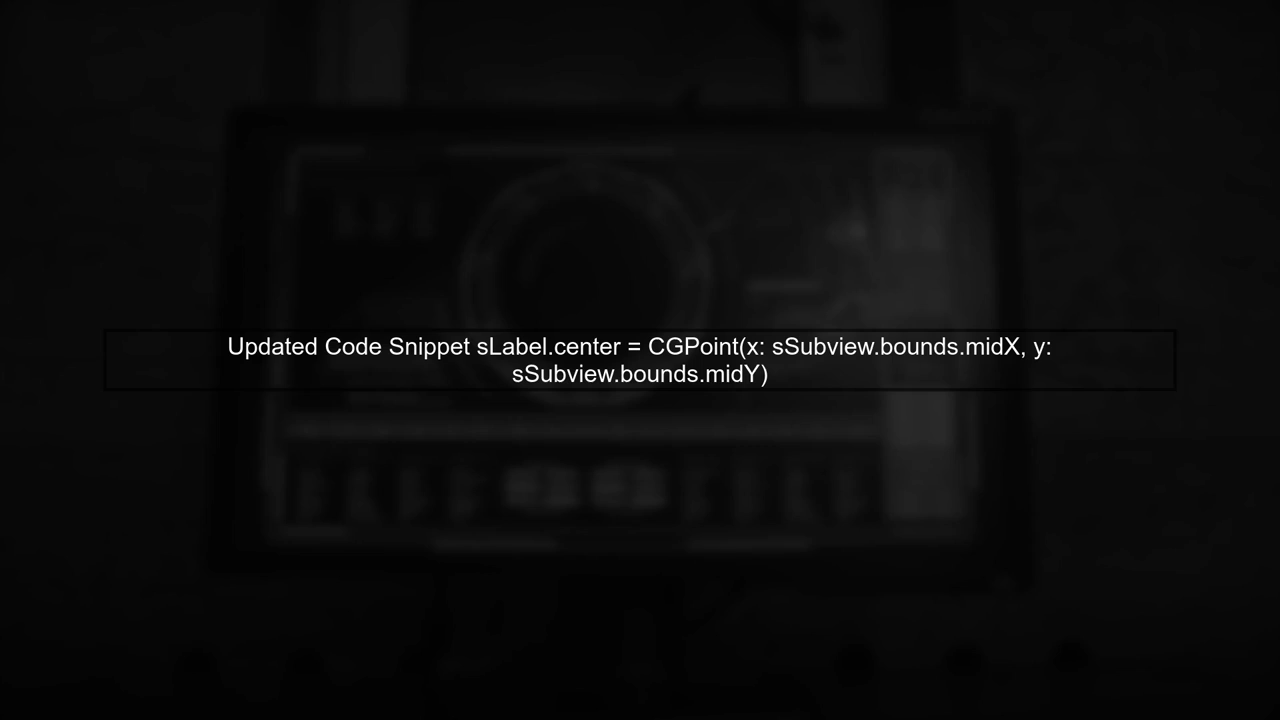 Updated Code Snippet sLabel.center = CGPoint(x: sSubview.bounds.midX, y:
sSubview.bounds.midY)